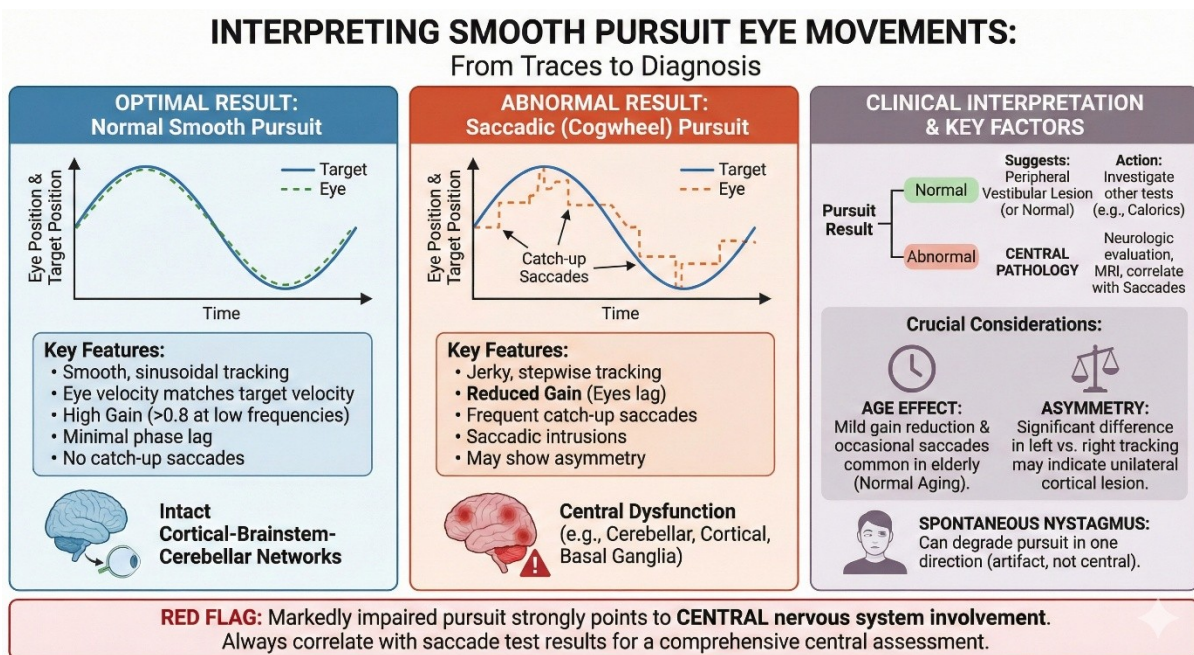 INTERPRETING SMOOTH PURSUIT EYE MOVEMENTS:
From Traces to Diagnosis
OPTIMAL RESULT:
Normal Smooth Pursuit
Eye Position &
Target Position
Target
Eye
Time
Key Features:
• Smooth, sinusoidal tracking
• Eye velocity matches target velocity
• High Gain (>0.8 at low frequencies)
• Minimal phase lag
• No catch-up saccades
Intact
Cortical-Brainstem-
Cerebellar Networks
ABNORMAL RESULT:
Saccadic (Cogwheel) Pursuit
Eye Position &
Target Position
Target
Eye
Catch-up
Saccades
Time
Key Features:
• Jerky, stepwise tracking
• Reduced Gain (Eyes lag)
• Frequent catch-up saccades
• Saccadic intrusions
• May show asymmetry
!
Central Dysfunction
(e.g., Cerebellar, Cortical,
Basal Ganglia)
CLINICAL INTERPRETATION
& KEY FACTORS
Pursuit
Result
Normal
Suggests:
Peripheral
Vestibular Lesion
(or Normal)
Action:
Investigate
other tests
(e.g., Calorics)
Abnormal
CENTRAL
PATHOLOGY
Neurologic
evaluation,
MRI, correlate
with Saccades
Crucial Considerations:
AGE EFFECT:
Mild gain reduction &
occasional saccades
common in elderly
(Normal Aging).
ASYMMETRY:
Significant difference
in left vs. right tracking
may indicate unilateral
cortical lesion.
SPONTANEOUS NYSTAGMUS:
Can degrade pursuit in one
direction (artifact, not central).
RED FLAG: Markedly impaired pursuit strongly points to CENTRAL nervous system involvement.
Always correlate with saccade test results for a comprehensive central assessment.